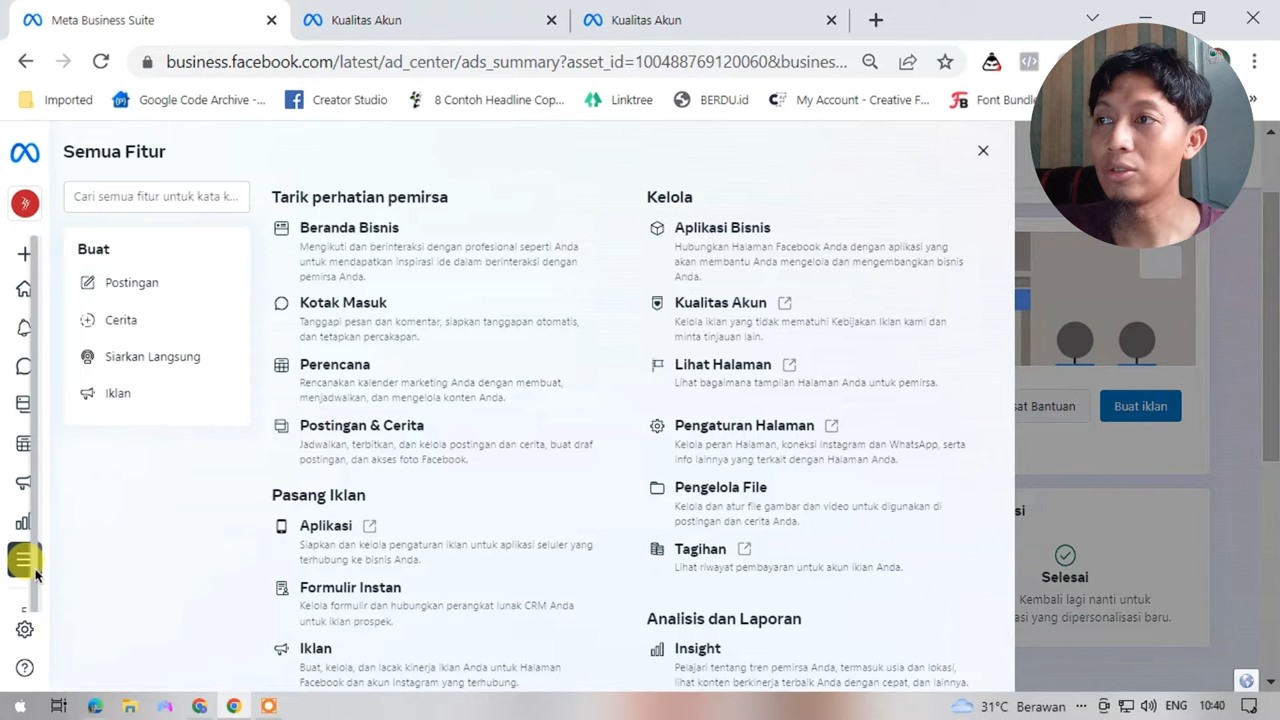 Meta Business Suite
Kualitas Akun
Kualitas Akun
business.facebook.com/latest/ad_center/ads_summary?asset_id=100488769120060&busines...
Imported
Google Code Archive -...
Creator Studio
8 Contoh Headline Cop...
Linktree
BERDU.id
My Account - Creative F...
Font Bundle
Semua Fitur
Cari semua fitur untuk kata k...
Buat
Postingan
Cerita
Siarkan Langsung
Iklan
Tarik perhatian pemirsa
Beranda Bisnis
Mengikuti dan berinteraksi dengan profesional seperti Anda
untuk mendapatkan inspirasi ide dalam berinteraksi dengan
pemirsa Anda.
Kotak Masuk
Tanggapi pesan dan komentar, siapkan tanggapan otomatis,
dan tetapkan percakapan.
Perencana
Rencanakan kalender marketing Anda dengan membuat,
menjadwalkan, dan mengelola konten Anda.
Postingan & Cerita
Jadwalkan, terbitkan, dan kelola postingan dan cerita, buat draf
postingan, dan akses foto Facebook.
Pasang Iklan
Aplikasi
Siapkan dan kelola pengaturan iklan untuk aplikasi seluler yang
terhubung ke bisnis Anda.
Formulir Instan
Kelola formulir dan hubungkan perangkat lunak CRM Anda
untuk iklan prospek.
Iklan
Buat, kelola, dan lacak kinerja iklan Anda untuk Halaman
Facebook dan akun Instagram yang terhubung.
Kelola
Aplikasi Bisnis
Hubungkan Halaman Facebook Anda dengan aplikasi yang
akan membantu Anda mengelola dan mengembangkan bisnis
Anda.
Kualitas Akun
Kelola iklan yang tidak mematuhi Kebijakan Iklan kami dan
minta tinjauan lain.
Lihat Halaman
Lihat bagaimana tampilan Halaman Anda untuk pemirsa.
Pengaturan Halaman
Kelola peran Halaman, koneksi Instagram dan WhatsApp, serta
info lainnya yang terkait dengan Halaman Anda.
Pengelola File
Kelola dan atur file gambar dan video untuk digunakan di
postingan dan cerita Anda.
Tagihan
Lihat riwayat pembayaran untuk akun iklan Anda.
Analisis dan Laporan
Insight
Pelajari tentang tren pemirsa Anda, termasuk usia dan lokasi,
lihat konten berkinerja terbaik Anda dengan cepat, dan lainnya.
sat Bantuan
Buat iklan
si
Selesai
Kembali lagi nanti untuk
asi yang dipersonalisasi baru.
31°C Berawan
ENG
10:40